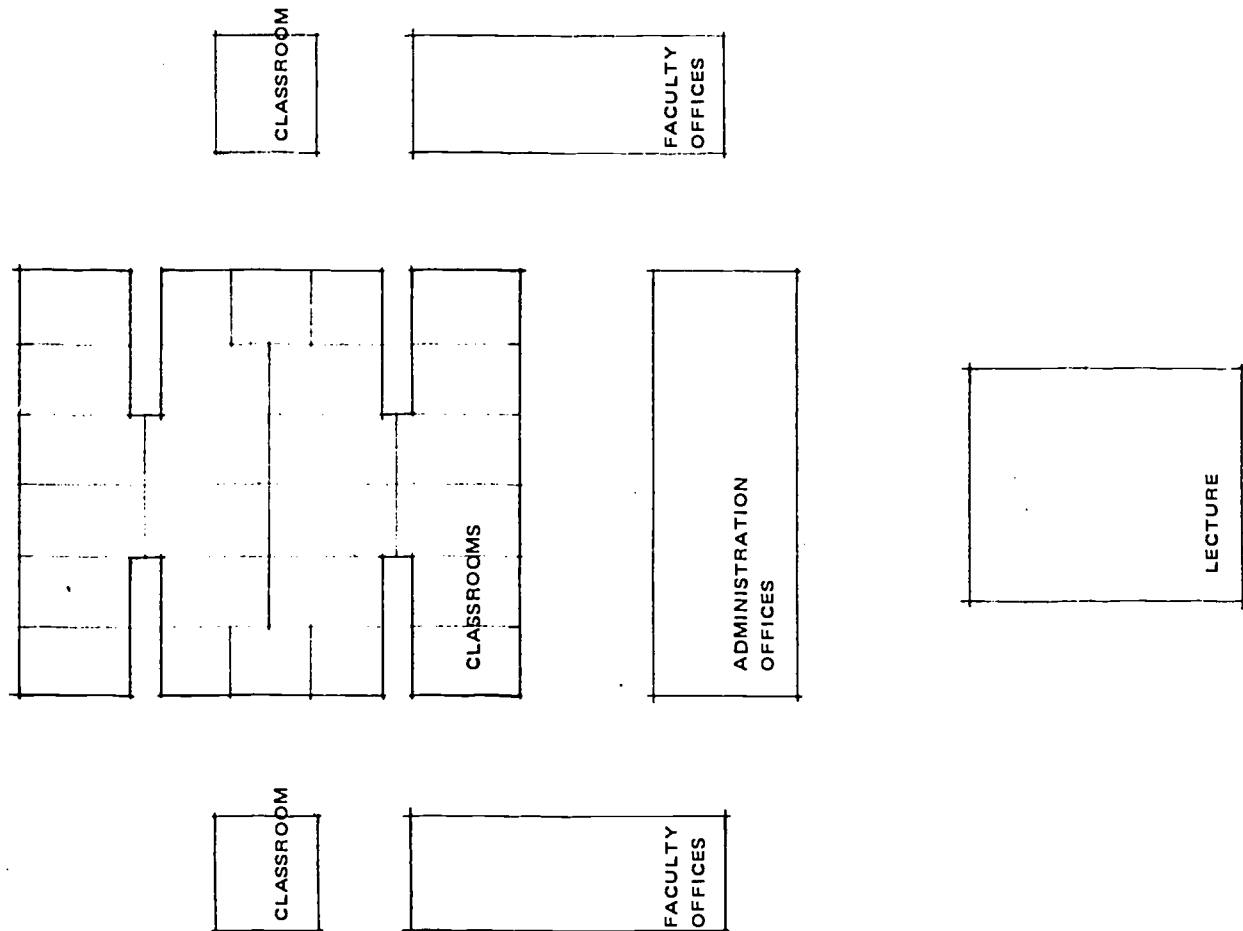 CLASSROOM
CLASSROOM
CLASSROOMS
FACULTY
OFFICES
FACULTY
OFFICES
ADMINISTRATION
OFFICES
LECTURE